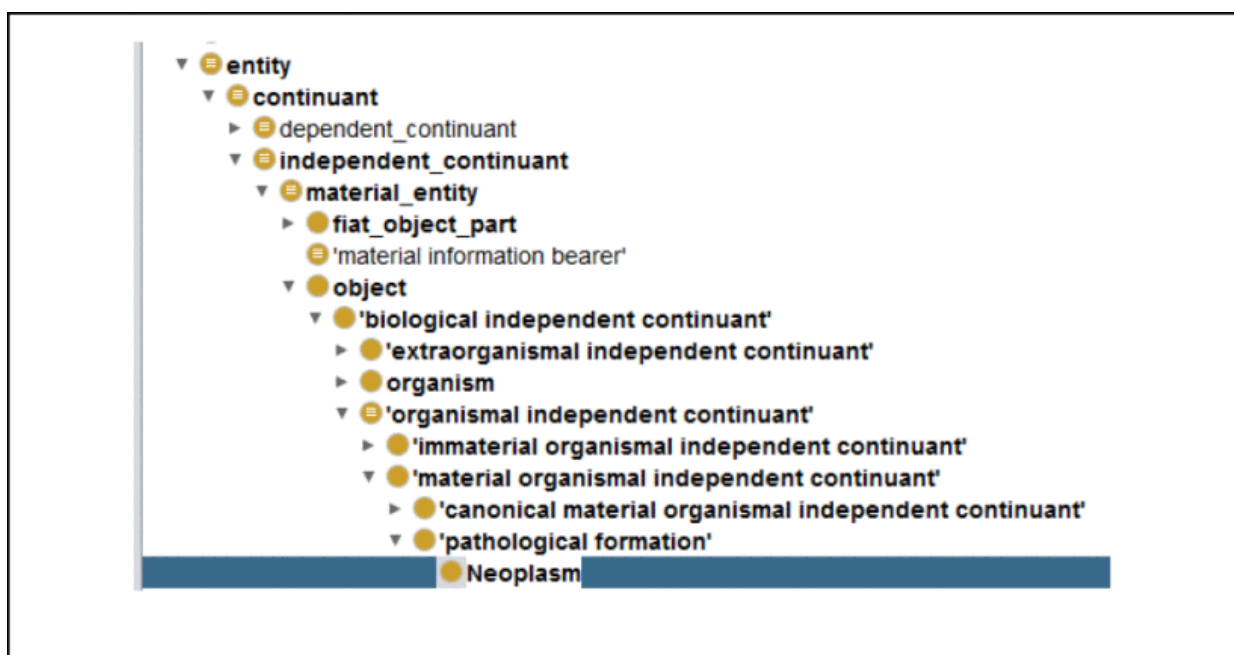 entity
continuant
dependent_continuant
independent_continuant
material_entity
fiat_object_part
'material information bearer'
object
'biological independent continuant'
'extraorganismal independent continuant'
organism
'organismal independent continuant'
'immaterial organismal independent continuant'
'material organismal independent continuant'
'canonical material organismal independent continuant'
'pathological formation'
Neoplasm